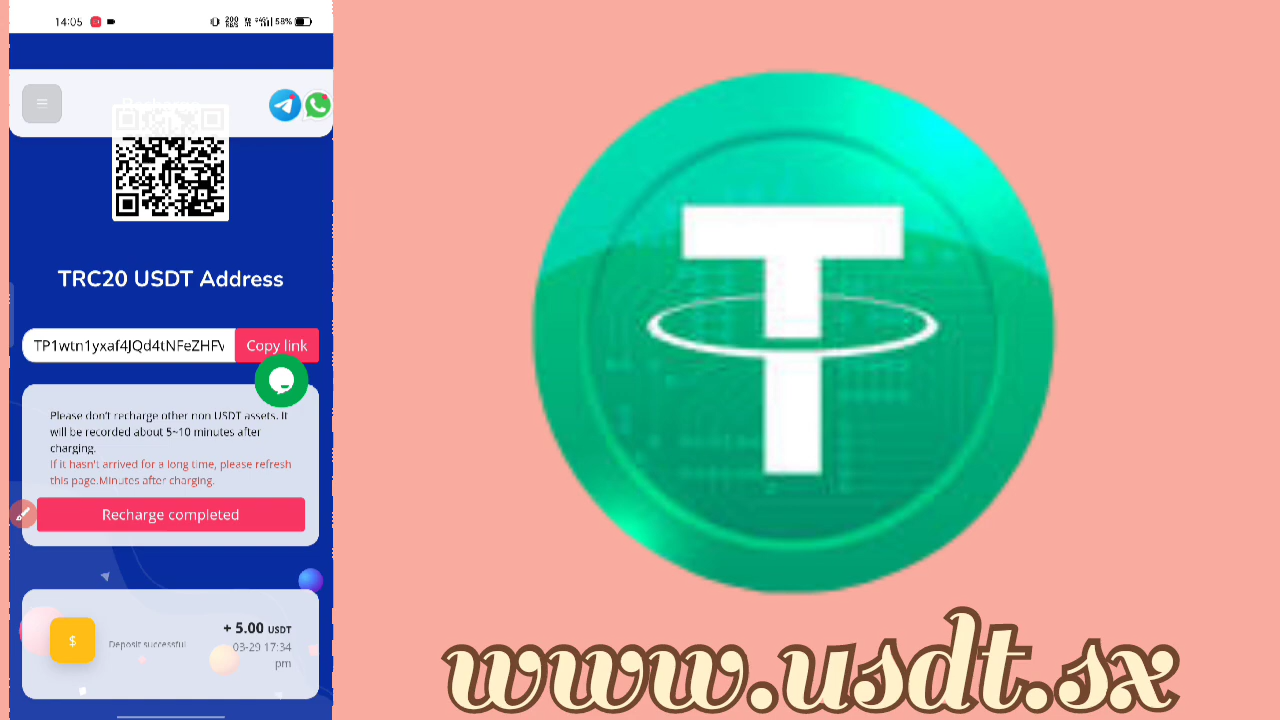 14:05
58%
Recharge
TRC20 USDT Address
TP1wtn1yxaf4JQd4tNFeZHF
Copy link
Please don't recharge other non USDT assets. It
will be recorded about 5~10 minutes after
charging.
If it hasn't arrived for a long time, please refresh
this page.Minutes after charging.
Recharge completed
$
+ 5.00 USDT
Deposit successful
03-29 17:34
pm
www.usdt.sx